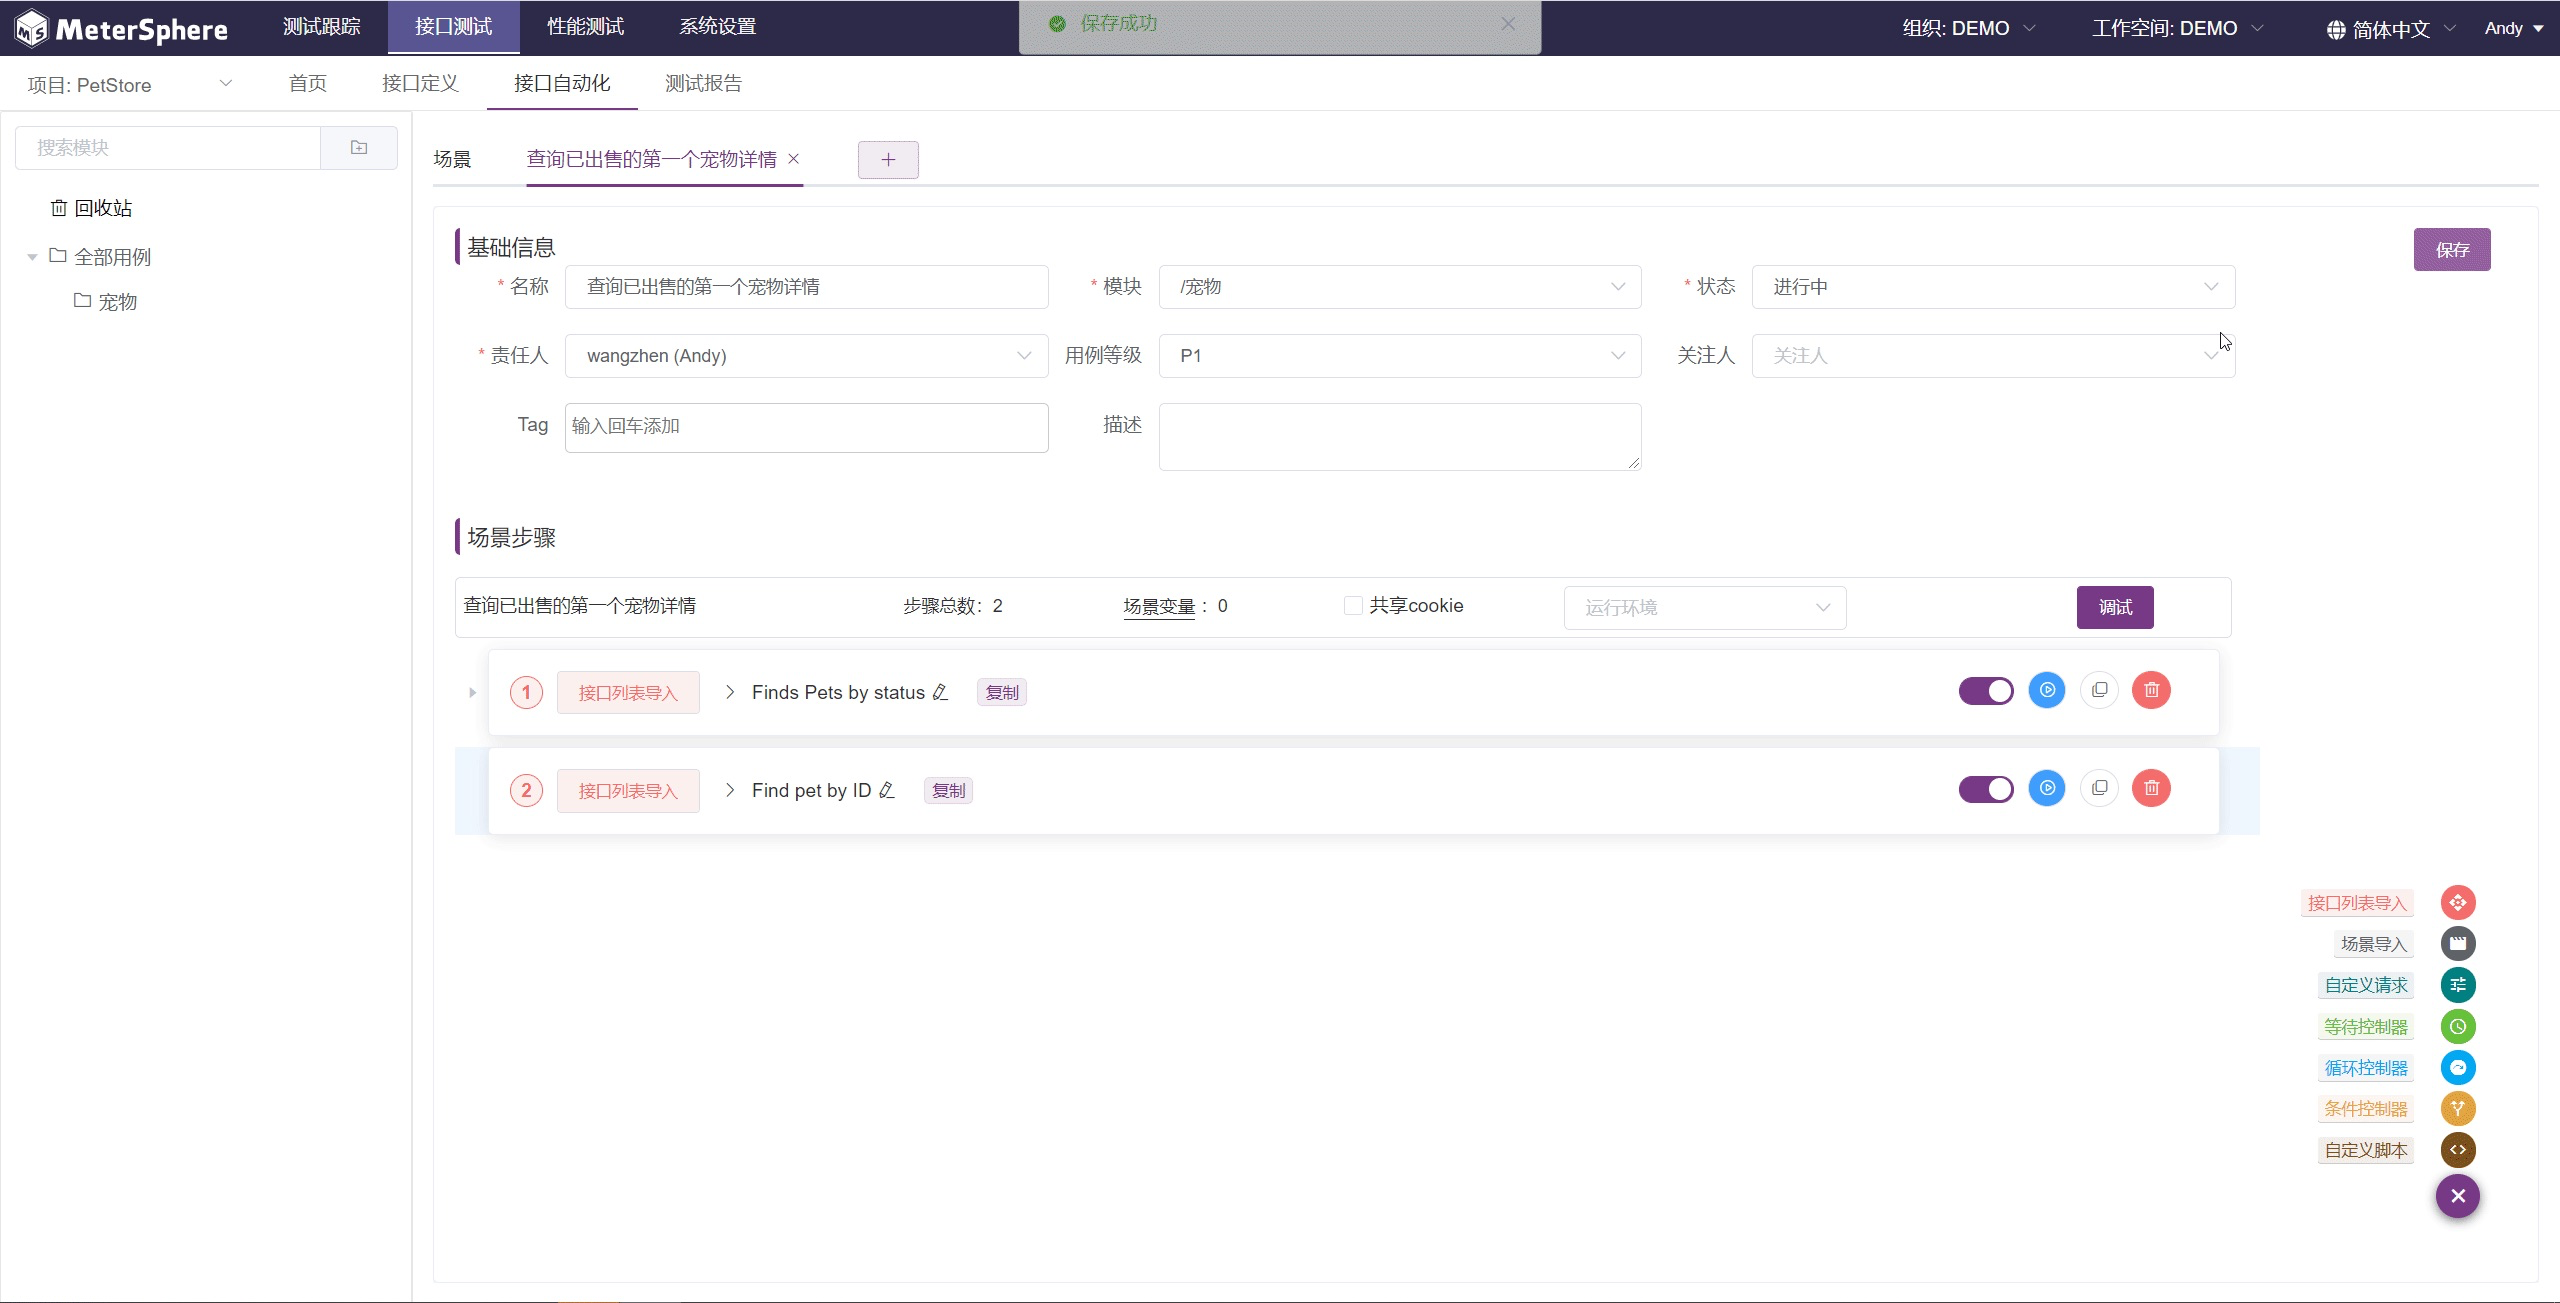 MeterSphere 测试跟踪 接口测试 性能测试 系统设置 保存成功 组织: DEMO 工作空间: DEMO 简体中文 Andy
项目: PetStore 首页 接口定义 接口自动化 测试报告
搜索模块
回收站
全部用例
宠物
场景 查询已出售的第一个宠物详情
基础信息 保存
* 名称 查询已出售的第一个宠物详情 * 模块 /宠物 * 状态 进行中
* 责任人 wangzhen (Andy) 用例等级 P1 关注人 关注人
Tag 输入回车添加 描述
场景步骤
查询已出售的第一个宠物详情 步骤总数: 2 场景变量 : 0 共享cookie 运行环境 调试
1 接口列表导入 Finds Pets by status 复制
2 接口列表导入 Find pet by ID 复制
接口列表导入
场景导入
自定义请求
等待控制器
循环控制器
条件控制器
自定义脚本